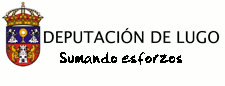 DEPUTACIÓN DE LUGO
Sumando esforzos